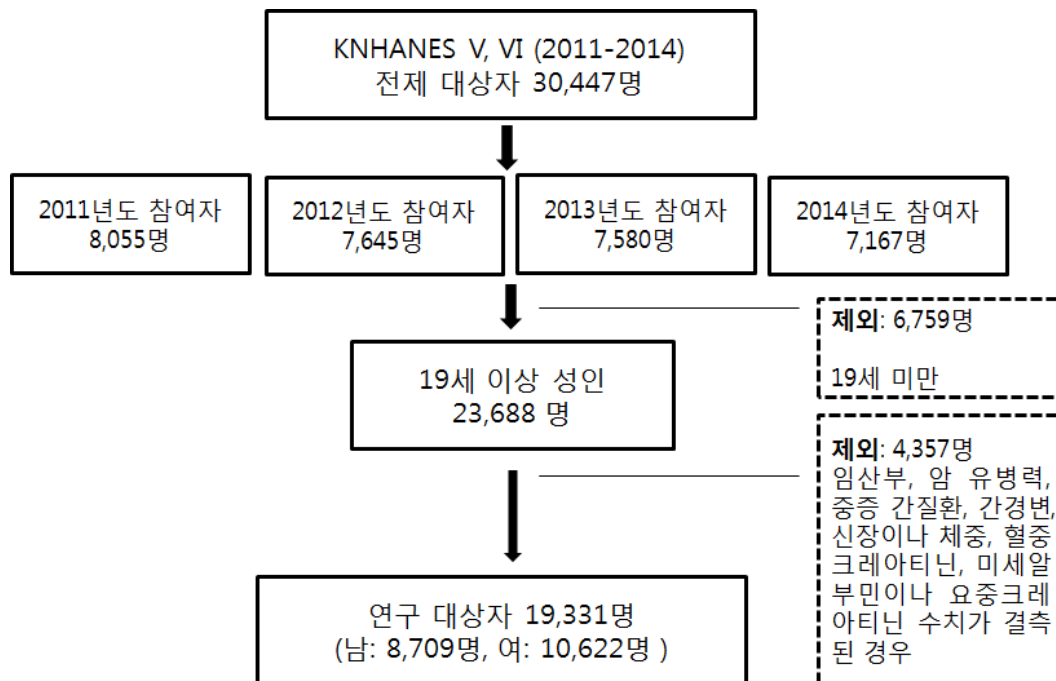 KNHANES V, VI (2011-2014)
전제 대상자 30,447명
2011년도 참여자
8,055명
2012년도 참여자
7,645명
2013년도 참여자
7,580명
2014년도 참여자
7,167명
제외: 6,759명
19세 미만
19세 이상 성인
23,688 명
제외: 4,357명
임산부, 암 유병력,
중증 간질환, 간경변,
신장이나 체중, 혈중
크레아티닌, 미세알
부민이나 요중크레
아티닌 수치가 결측
된 경우
연구 대상자 19,331명
(남: 8,709명, 여: 10,622명 )